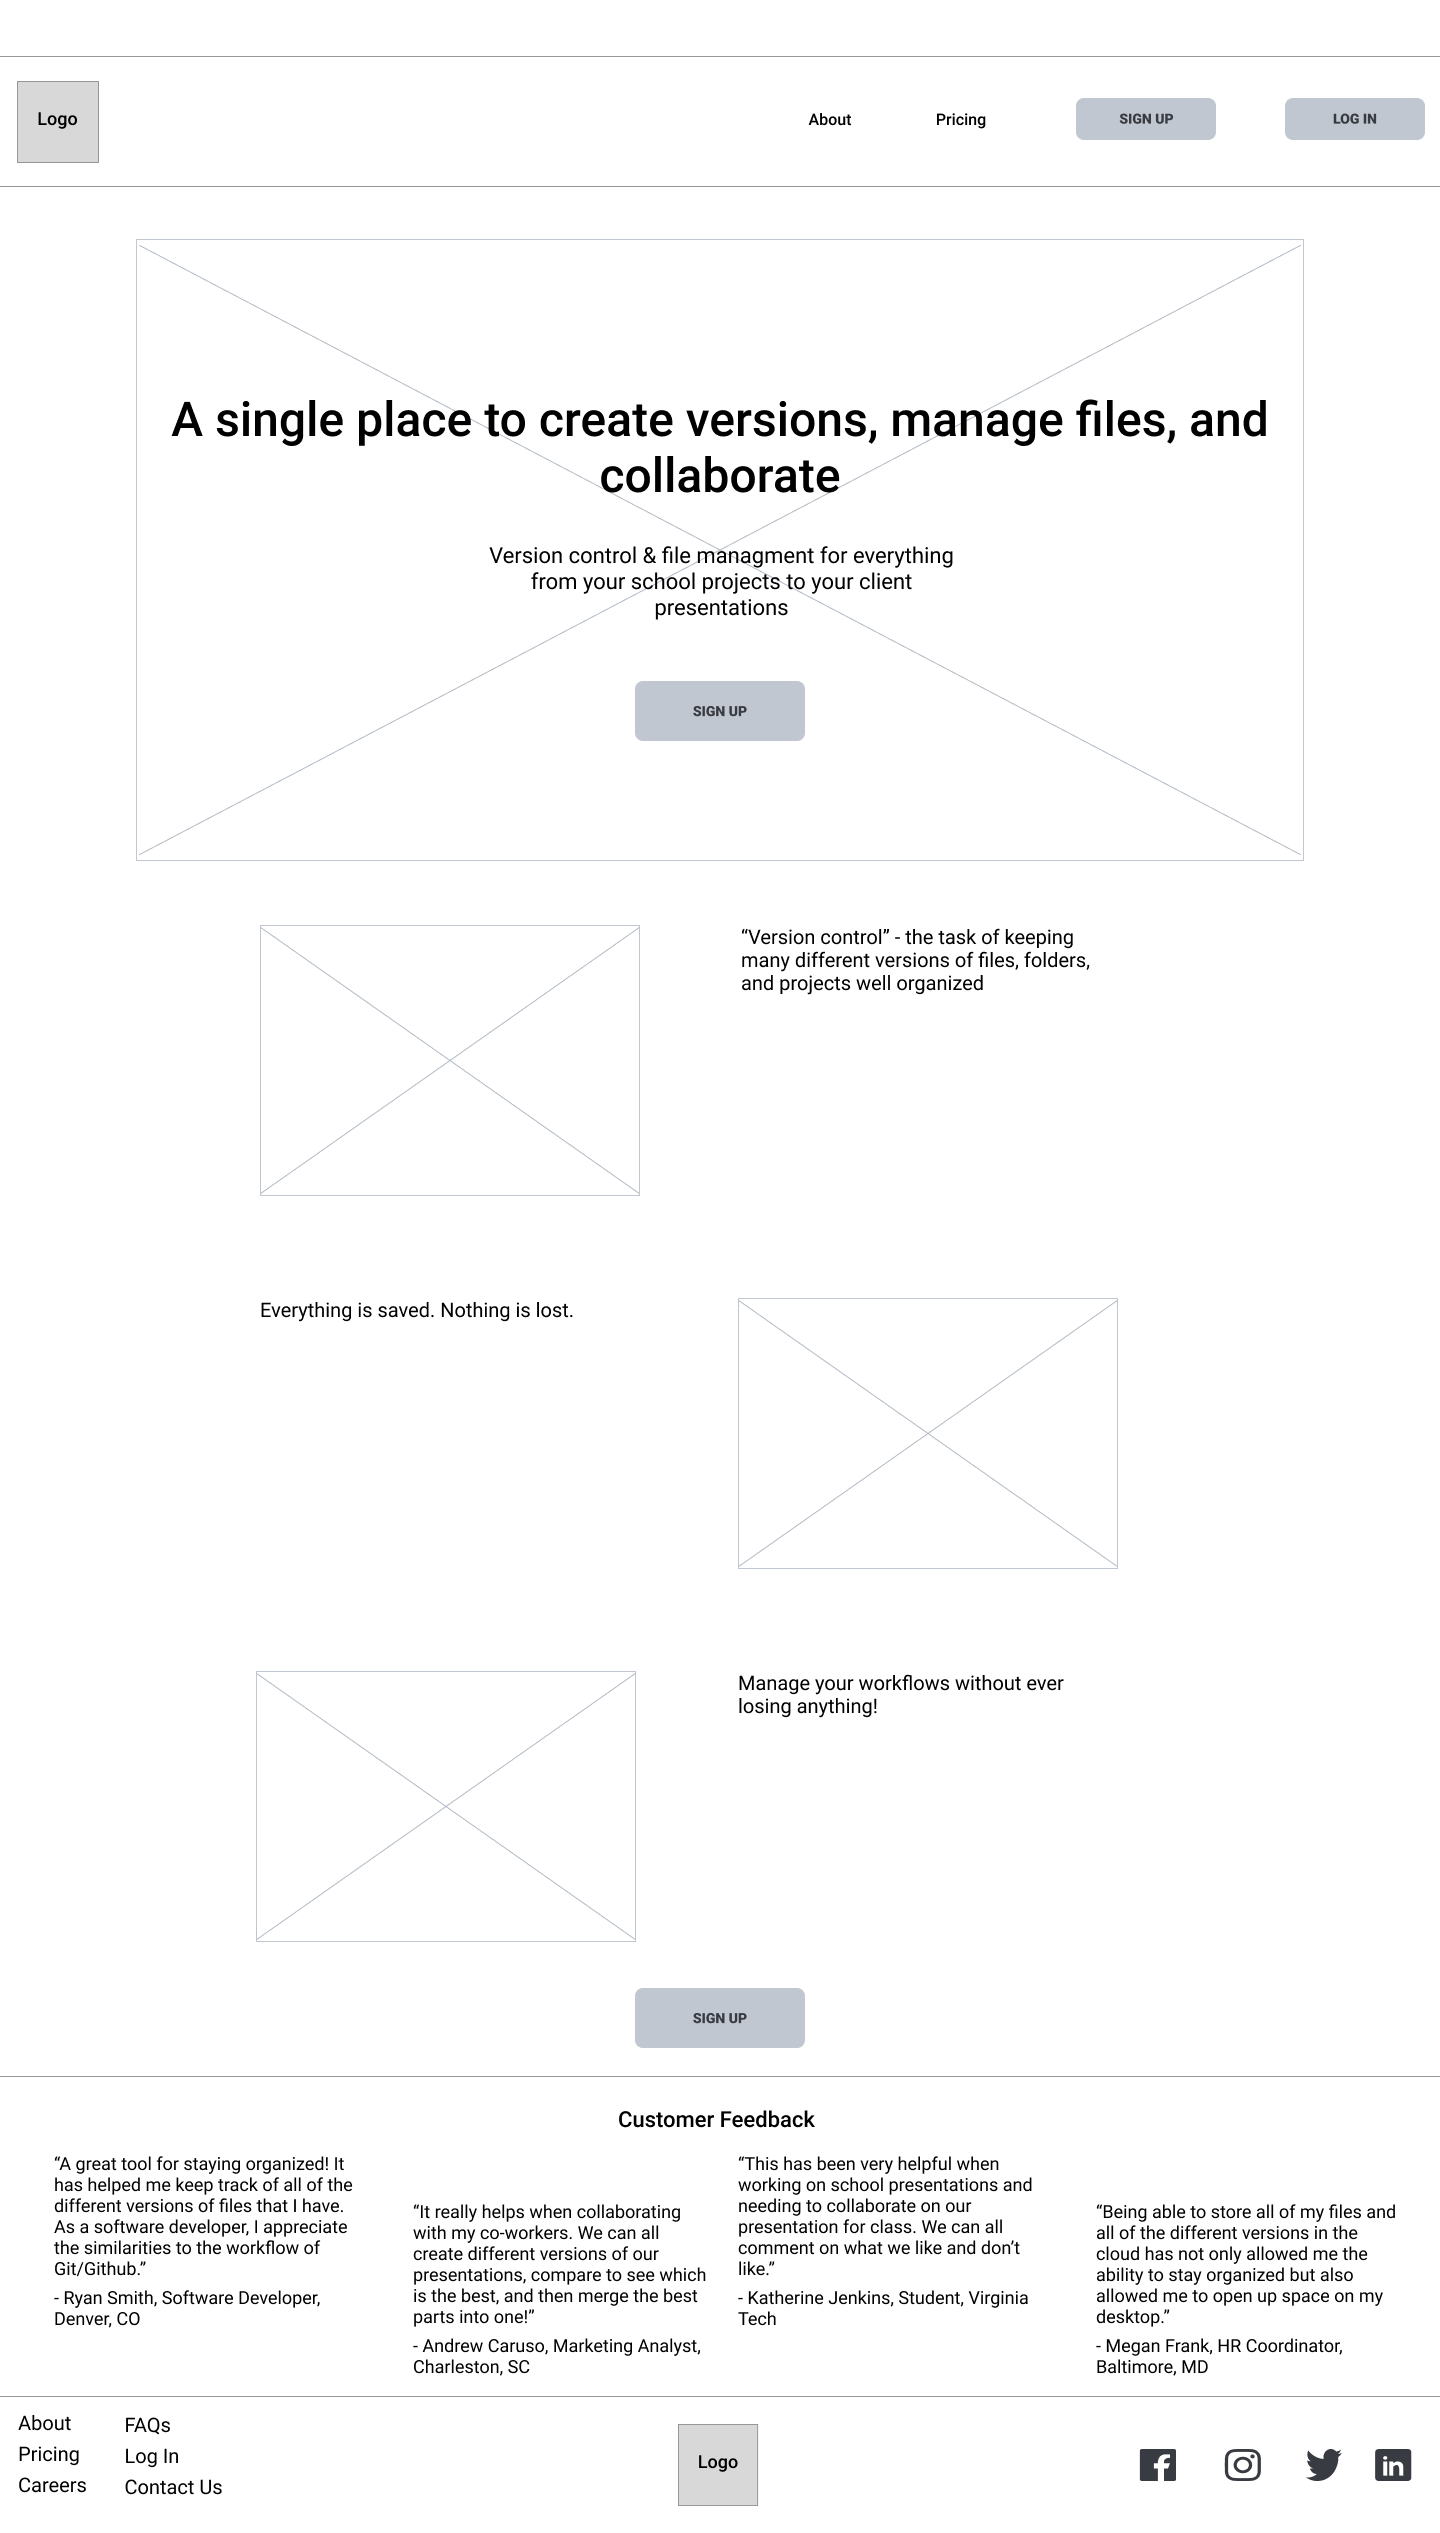 Logo
About
Pricing
SIGN UP
LOG IN
A single place to create versions, manage files, and
collaborate
Version control & file managment for everything
from your school projects to your client
presentations
SIGN UP
“Version control” - the task of keeping
many different versions of files, folders,
and projects well organized
Everything is saved. Nothing is lost.
Manage your workflows without ever
losing anything!
SIGN UP
Customer Feedback
“A great tool for staying organized! It
has helped me keep track of all of the
different versions of files that I have.
As a software developer, I appreciate
the similarities to the workflow of
Git/Github.”
- Ryan Smith, Software Developer,
Denver, CO
“It really helps when collaborating
with my co-workers. We can all
create different versions of our
presentations, compare to see which
is the best, and then merge the best
parts into one!”
- Andrew Caruso, Marketing Analyst,
Charleston, SC
“This has been very helpful when
working on school presentations and
needing to collaborate on our
presentation for class. We can all
comment on what we like and don’t
like.”
- Katherine Jenkins, Student, Virginia
Tech
“Being able to store all of my files and
all of the different versions in the
cloud has not only allowed me the
ability to stay organized but also
allowed me to open up space on my
desktop.”
- Megan Frank, HR Coordinator,
Baltimore, MD
About
Pricing
Careers
FAQs
Log In
Contact Us
Logo